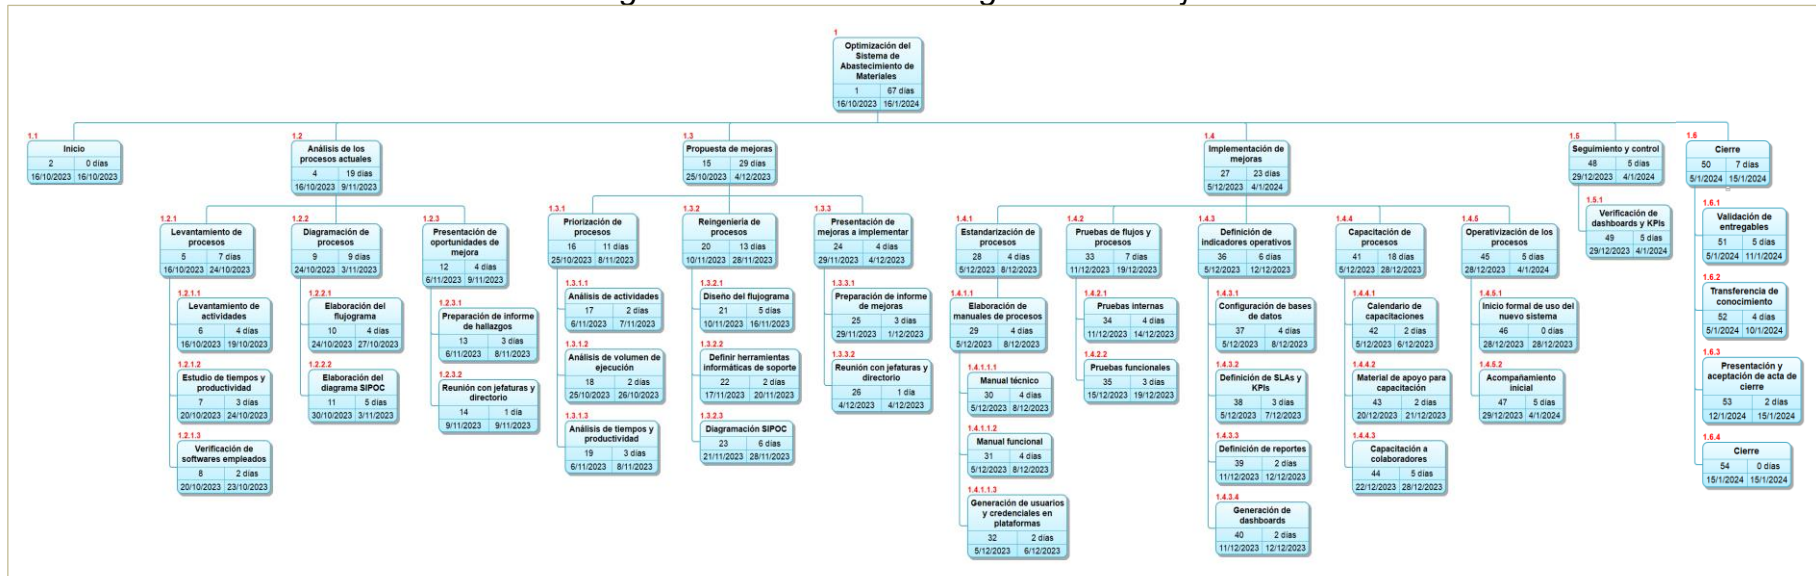 1
Optimización del
Sistema de
Abastecimiento de
Materiales
1 67 días
16/10/2023 16/1/2024
1.1
Inicio
2 0 días
16/10/2023 16/10/2023
1.2
Análisis de los
procesos actuales
4 19 días
16/10/2023 9/11/2023
1.3
Propuesta de mejoras
15 29 días
25/10/2023 4/12/2023
1.4
Implementación de
mejoras
27 23 días
5/12/2023 4/1/2024
1.5
Seguimiento y control
48 5 días
29/12/2023 4/1/2024
1.6
Cierre
50 7 días
5/1/2024 15/1/2024
1.2.1
Levantamiento de
procesos
5 7 días
16/10/2023 24/10/2023
1.2.1.1
Levantamiento de
actividades
6 4 días
16/10/2023 19/10/2023
1.2.1.2
Estudio de tiempos y
productividad
7 3 días
20/10/2023 24/10/2023
1.2.1.3
Verificación de
softwares empleados
8 2 días
20/10/2023 23/10/2023
1.2.2
Diagramación de
procesos
9 9 días
24/10/2023 3/11/2023
1.2.2.1
Elaboración del
flujograma
10 4 días
24/10/2023 27/10/2023
1.2.2.2
Elaboración del
diagrama SIPOC
11 5 días
30/10/2023 3/11/2023
1.2.3
Presentación de
oportunidades de
mejora
12 4 días
6/11/2023 9/11/2023
1.2.3.1
Preparación de informe
de hallazgos
13 3 días
6/11/2023 8/11/2023
1.2.3.2
Reunión con jefaturas y
directorio
14 1 día
9/11/2023 9/11/2023
1.3.1
Priorización de
procesos
16 11 días
25/10/2023 8/11/2023
1.3.1.1
Análisis de actividades
17 2 días
6/11/2023 7/11/2023
1.3.1.2
Análisis de volumen de
ejecución
18 2 días
25/10/2023 26/10/2023
1.3.1.3
Análisis de tiempos y
productividad
19 3 días
6/11/2023 8/11/2023
1.3.2
Reingeniería de
procesos
20 13 días
10/11/2023 28/11/2023
1.3.2.1
Diseño del flujograma
21 5 días
10/11/2023 16/11/2023
1.3.2.2
Definir herramientas
informáticas de soporte
22 2 días
17/11/2023 20/11/2023
1.3.2.3
Diagramación SIPOC
23 6 días
21/11/2023 28/11/2023
1.3.3
Presentación de
mejoras a implementar
24 4 días
29/11/2023 4/12/2023
1.3.3.1
Preparación de informe
de mejoras
25 3 días
29/11/2023 1/12/2023
1.3.3.2
Reunión con jefaturas y
directorio
26 1 día
4/12/2023 4/12/2023
1.4.1
Estandarización de
procesos
28 4 días
5/12/2023 8/12/2023
1.4.1.1
Elaboración de
manuales de procesos
29 4 días
5/12/2023 8/12/2023
1.4.1.1.1
Manual técnico
30 4 días
5/12/2023 8/12/2023
1.4.1.1.2
Manual funcional
31 4 días
5/12/2023 8/12/2023
1.4.1.1.3
Generación de usuarios
y credenciales en
plataformas
32 2 días
5/12/2023 6/12/2023
1.4.2
Pruebas de flujos y
procesos
33 7 días
11/12/2023 19/12/2023
1.4.2.1
Pruebas internas
34 4 días
11/12/2023 14/12/2023
1.4.2.2
Pruebas funcionales
35 3 días
15/12/2023 19/12/2023
1.4.3
Definición de
indicadores operativos
36 6 días
5/12/2023 12/12/2023
1.4.3.1
Configuración de bases
de datos
37 4 días
5/12/2023 8/12/2023
1.4.3.2
Definición de SLAs y
KPIs
38 3 días
5/12/2023 7/12/2023
1.4.3.3
Definición de reportes
39 2 días
11/12/2023 12/12/2023
1.4.3.4
Generación de
dashboards
40 2 días
11/12/2023 12/12/2023
1.4.4
Capacitación de
procesos
41 18 días
5/12/2023 28/12/2023
1.4.4.1
Calendario de
capacitaciones
42 2 días
5/12/2023 6/12/2023
1.4.4.2
Material de apoyo para
capacitación
43 2 días
20/12/2023 21/12/2023
1.4.4.3
Capacitación a
colaboradores
44 5 días
22/12/2023 28/12/2023
1.4.5
Operativización de los
procesos
45 5 días
28/12/2023 4/1/2024
1.4.5.1
Inicio formal de uso del
nuevo sistema
46 0 días
28/12/2023 28/12/2023
1.4.5.2
Acompañamiento
inicial
47 5 días
29/12/2023 4/1/2024
1.5.1
Verificación de
dashboards y KPIs
49 5 días
29/12/2023 4/1/2024
1.6.1
Validación de
entregables
51 5 días
5/1/2024 11/1/2024
1.6.2
Transferencia de
conocimiento
52 4 días
5/1/2024 10/1/2024
1.6.3
Presentación y
aceptación de acta de
cierre
53 2 días
12/1/2024 15/1/2024
1.6.4
Cierre
54 0 días
15/1/2024 15/1/2024